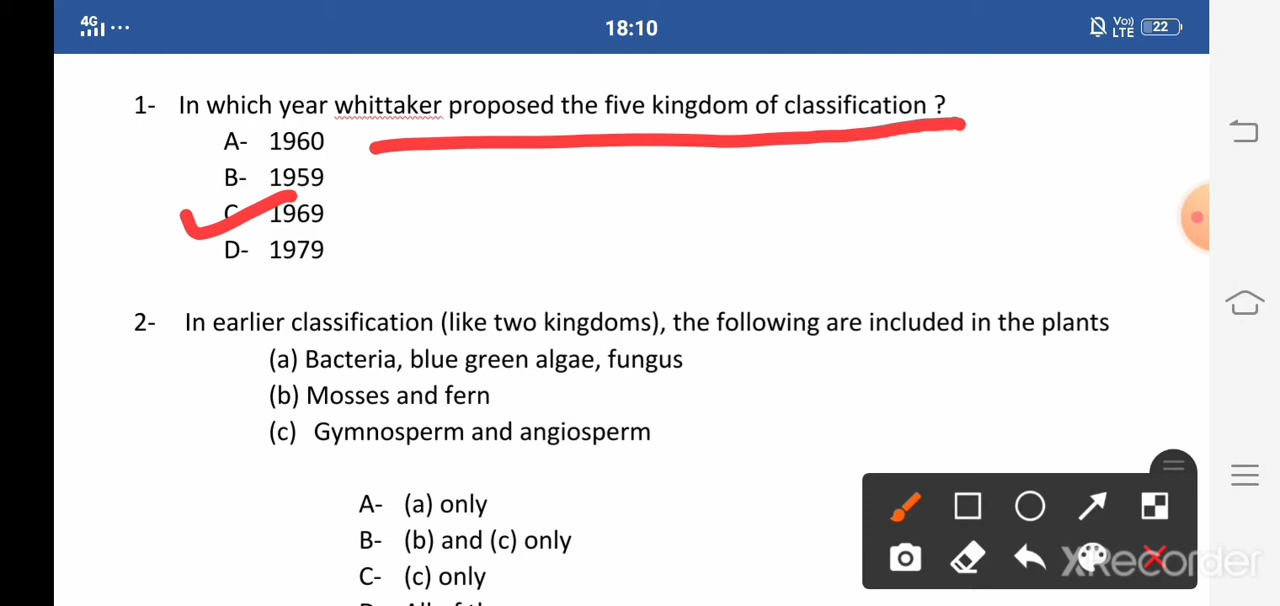 4G 18:10 Vo)) LTE 22
1- In which year whittaker proposed the five kingdom of classification ?
A- 1960
B- 1959
C 1969
D- 1979
2- In earlier classification (like two kingdoms), the following are included in the plants
(a) Bacteria, blue green algae, fungus
(b) Mosses and fern
(c) Gymnosperm and angiosperm
A- (a) only
B- (b) and (c) only
C- (c) only
XRecorder